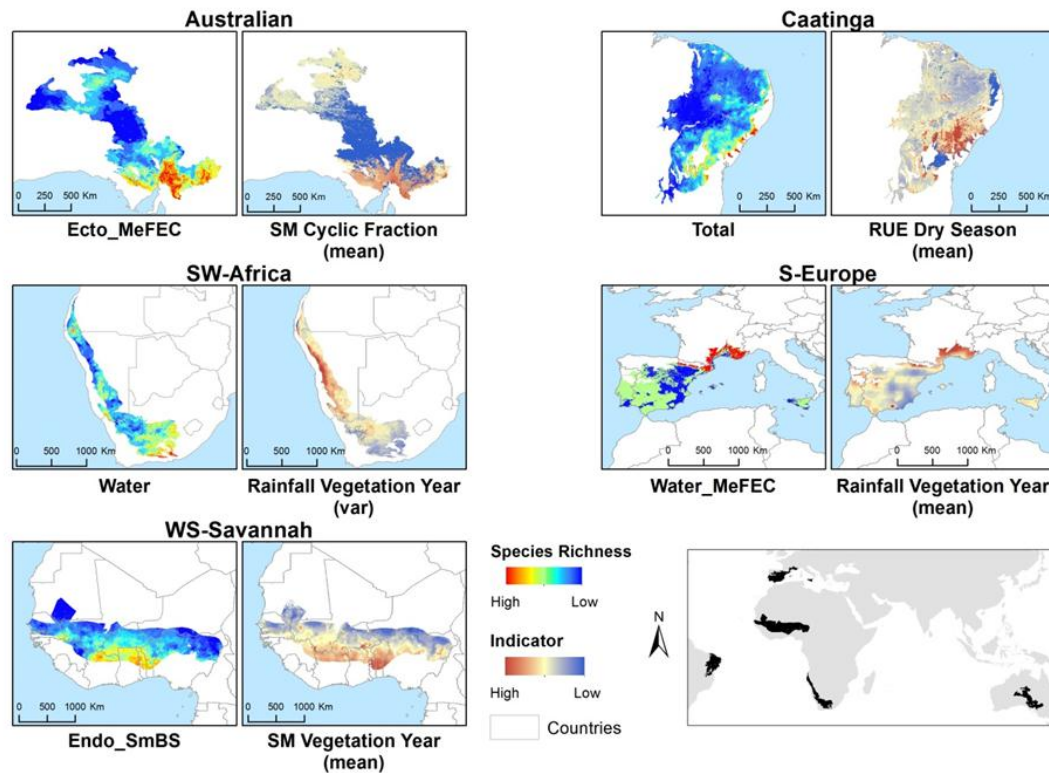 Australian
0 250 500 Km
Ecto_MeFEC
0 250 500 Km
SM Cyclic Fraction
(mean)
Caatinga
0 250 500 Km
Total
0 250 500 Km
RUE Dry Season
(mean)
SW-Africa
0 500 1000 Km
Water
0 500 1000 Km
Rainfall Vegetation Year
(var)
S-Europe
0 500 1000 Km
Water_MeFEC
0 500 1000 Km
Rainfall Vegetation Year
(mean)
WS-Savannah
0 500 1000 Km
Endo_SmBS
0 500 1000 Km
SM Vegetation Year
(mean)
Species Richness
High Low
Indicator
High Low
Countries
N